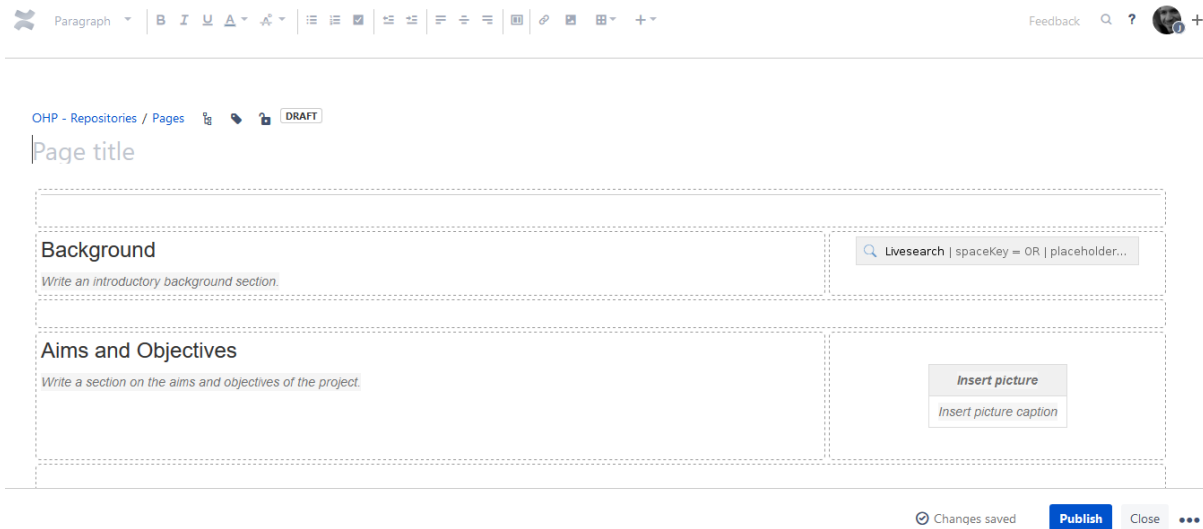 Paragraph B I U A Feedback ?
OHP - Repositories / Pages DRAFT
Page title
Background
Write an introductory background section.
Livesearch | spaceKey = OR | placeholder...
Aims and Objectives
Write a section on the aims and objectives of the project.
Insert picture
Insert picture caption
Changes saved Publish Close